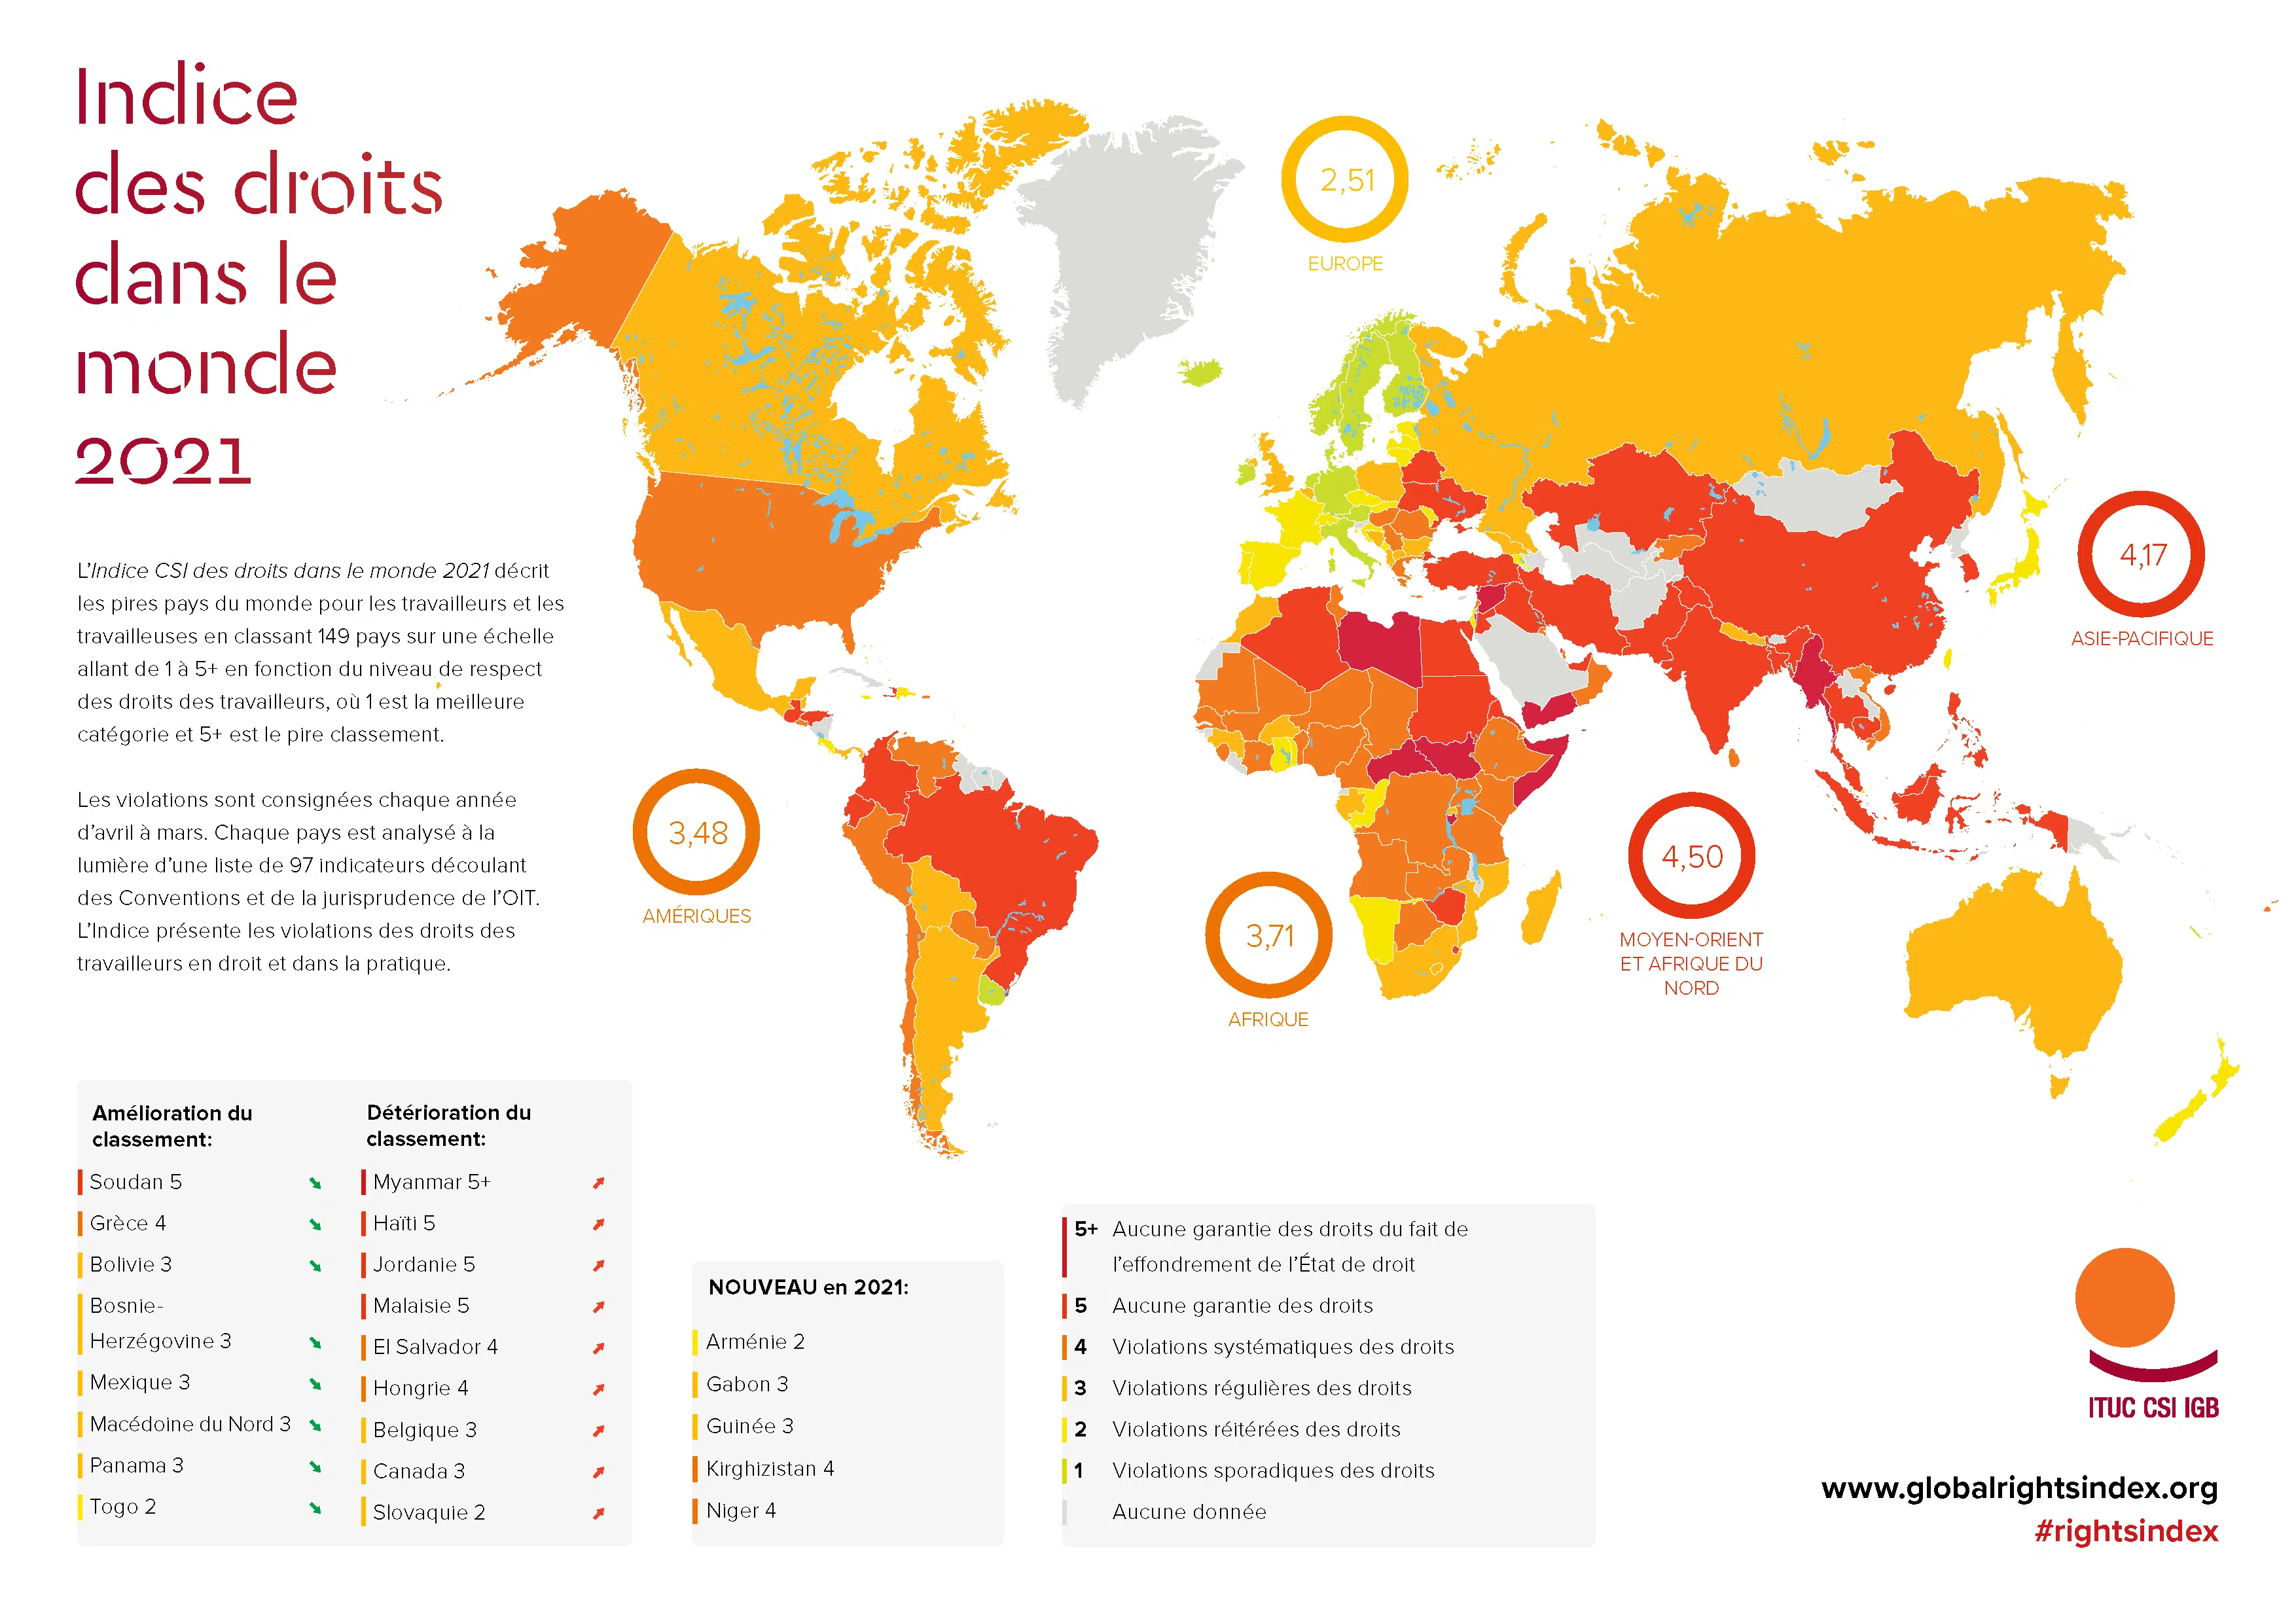 Indice
des droits
dans le
monde
2021
L'Indice CSI des droits dans le monde 2021 décrit
les pires pays du monde pour les travailleurs et les
travailleuses en classant 149 pays sur une échelle
allant de 1 à 5+ en fonction du niveau de respect
des droits des travailleurs, où 1 est la meilleure
catégorie et 5+ est le pire classement.
Les violations sont consignées chaque année
d'avril à mars. Chaque pays est analysé à la
lumière d'une liste de 97 indicateurs découlant
des Conventions et de la jurisprudence de l'OIT.
L'Indice présente les violations des droits des
travailleurs en droit et dans la pratique.
2,51
EUROPE
4,17
ASIE-PACIFIQUE
3,48
AMÉRIQUES
3,71
AFRIQUE
4,50
MOYEN-ORIENT
ET AFRIQUE DU
NORD
Amélioration du
classement:
Soudan 5
Grèce 4
Bolivie 3
Bosnie-
Herzégovine 3
Mexique 3
Macédoine du Nord 3
Panama 3
Togo 2
Détérioration du
classement:
Myanmar 5+
Haïti 5
Jordanie 5
Malaisie 5
El Salvador 4
Hongrie 4
Belgique 3
Canada 3
Slovaquie 2
NOUVEAU en 2021:
Arménie 2
Gabon 3
Guinée 3
Kirghizistan 4
Niger 4
5+ Aucune garantie des droits du fait de
l'effondrement de l'État de droit
5 Aucune garantie des droits
4 Violations systématiques des droits
3 Violations régulières des droits
2 Violations réitérées des droits
1 Violations sporadiques des droits
Aucune donnée
ITUC CSI IGB
www.globalrightsindex.org
#rightsindex